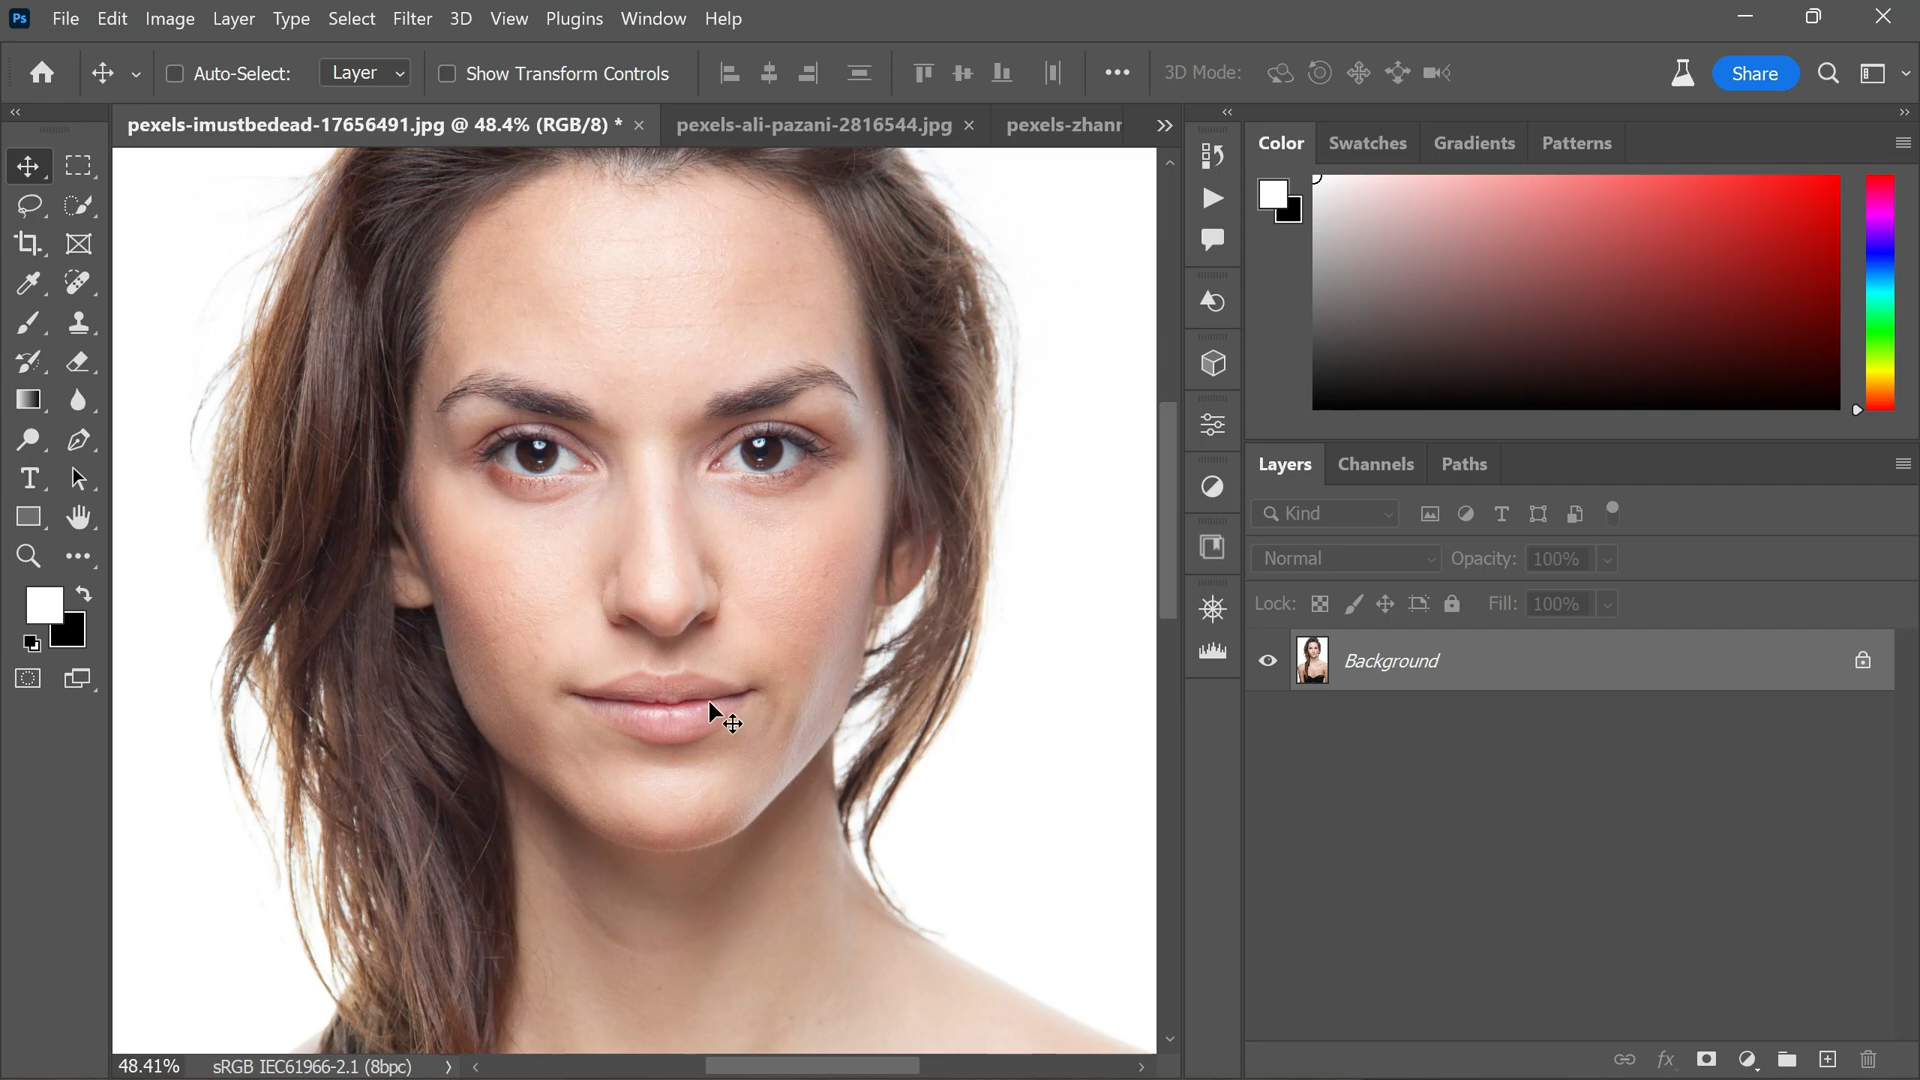 Ps File Edit Image Layer Type Select Filter 3D View Plugins Window Help
Auto-Select: Layer Show Transform Controls 3D Mode: Share
pexels-imustbedead-17656491.jpg @ 48.4% (RGB/8) * pexels-ali-pazani-2816544.jpg pexels-zhanr
Color Swatches Gradients Patterns
Layers Channels Paths
Kind
Normal Opacity: 100%
Lock: Fill: 100%
Background
48.41% sRGB IEC61966-2.1 (8bpc)